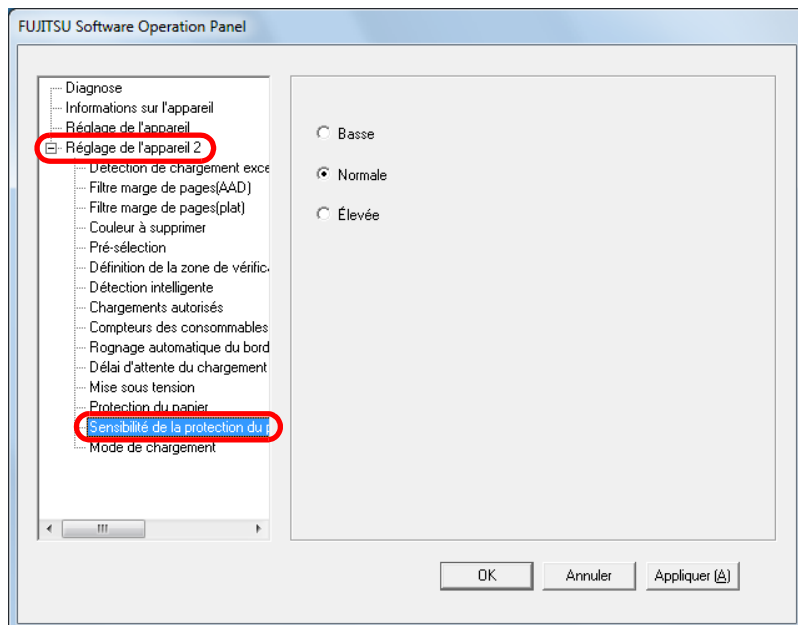 FUJITSU Software Operation Panel
Diagnose
Informations sur l'appareil
Réglage de l'appareil
Réglage de l'appareil 2
Détection de chargement exce
Filtre marge de pages(AAD)
Filtre marge de pages(plat)
Couleur à supprimer
Pré-sélection
Définition de la zone de vérific
Détection intelligente
Chargements autorisés
Compteurs des consommables
Rognage automatique du bord
Délai d'attente du chargement
Mise sous tension
Protection du papier
Sensibilité de la protection du p
Mode de chargement
Basse
Normale
Élevée
OK
Annuler
Appliquer (A)